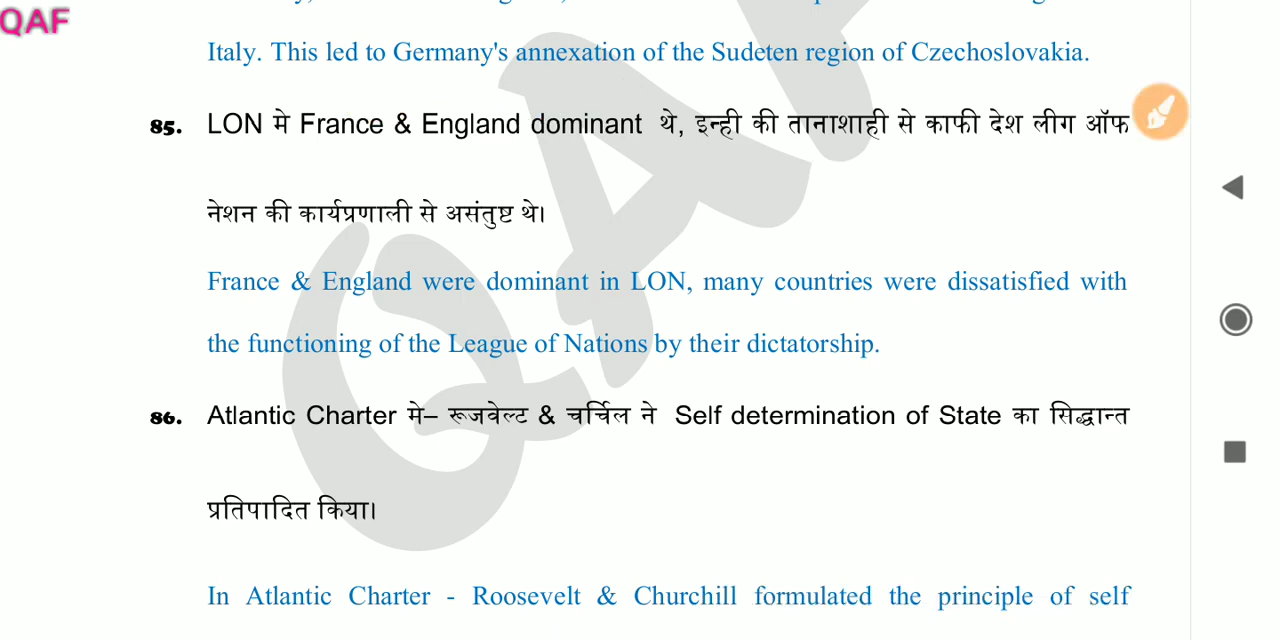 QAF
Italy. This led to Germany's annexation of the Sudeten region of Czechoslovakia.
85. LON मे France & England dominant थे, इन्ही की तानाशाही से काफी देश लीग ऑफ
नेशन की कार्यप्रणाली से असंतुष्ट थे।
France & England were dominant in LON, many countries were dissatisfied with
the functioning of the League of Nations by their dictatorship.
86. Atlantic Charter मे– रूजवेल्ट & चर्चिल ने Self determination of State का सिद्धान्त
प्रतिपादित किया।
In Atlantic Charter - Roosevelt & Churchill formulated the principle of self